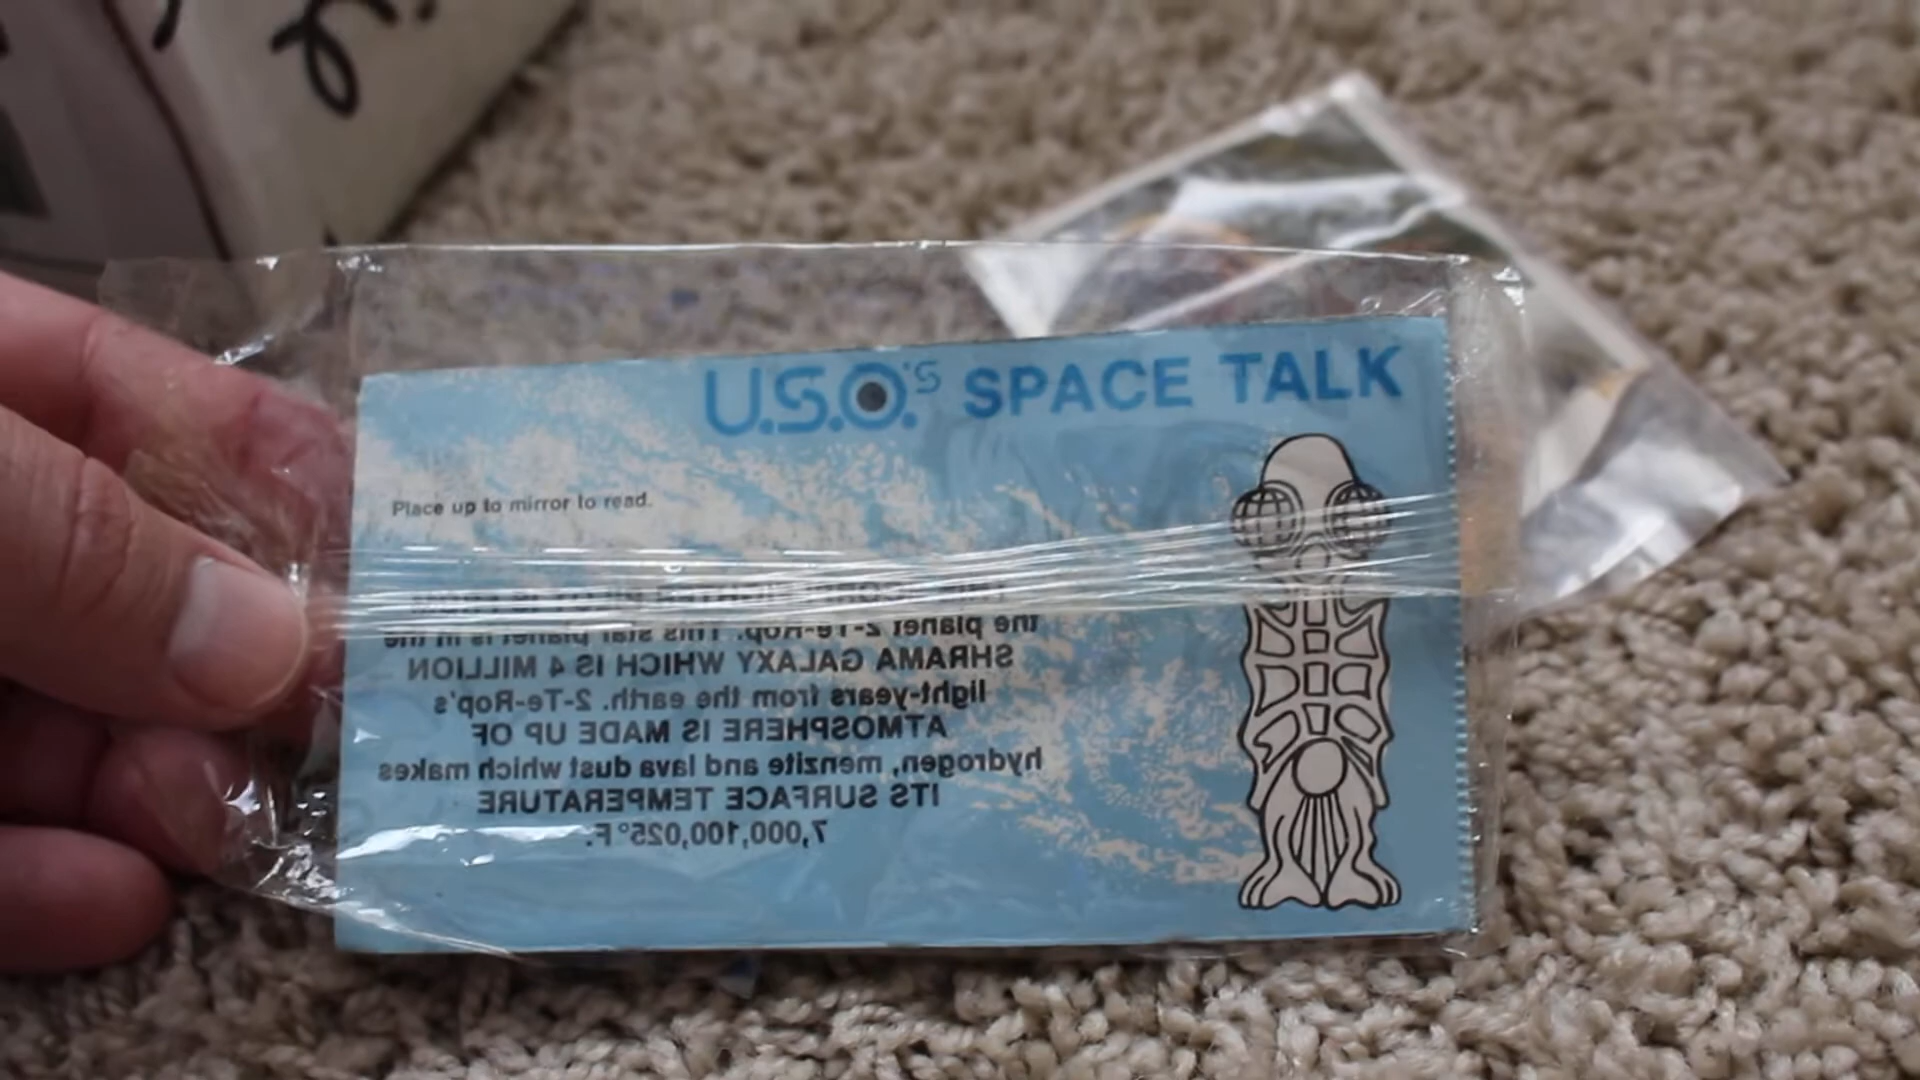 U.S.O.'S SPACE TALK
Place up to mirror to read.
the planet 2-Te-Rop. This star planet is in the
SHRAMA GALAXY WHICH IS 4 MILLION
light-years from the earth. 2-Te-Rop's
ATMOSPHERE IS MADE UP OF
hydrogen, menzite and lava dust which makes
ITS SURFACE TEMPERATURE
7,000,100,025°F.